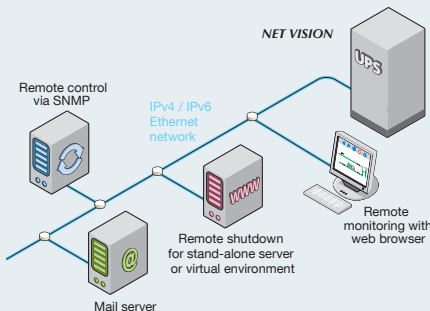 NET VISION
UPS
Remote control
via SNMP
IPv4 / IPv6
Ethernet
network
www
@
Remote shutdown
for stand-alone server
or virtual environment
Remote
monitoring with
web browser
Mail server